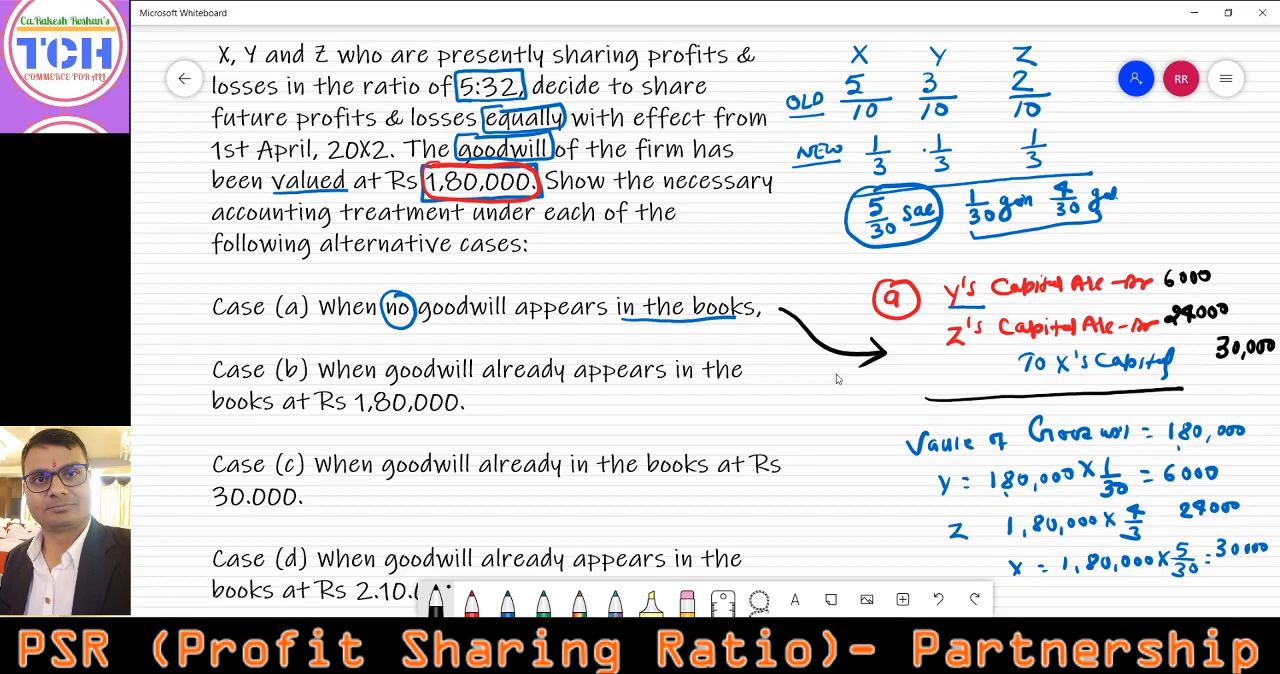 Microsoft Whiteboard
Ca.Rakesh Roshan's
TCH
COMMERCE FOR ALL
X, Y and Z who are presently sharing profits &
losses in the ratio of 5:32, decide to share
future profits & losses equally with effect from
1st April, 20X2. The goodwill of the firm has
been valued at Rs 1,80,000. Show the necessary
accounting treatment under each of the
following alternative cases:
Case (a) When no goodwill appears in the books,
Case (b) When goodwill already appears in the
books at Rs 1,80,000.
Case (c) When goodwill already in the books at Rs
30.000.
Case (d) When goodwill already appears in the
books at Rs 2.10.
RR
X Y Z
OLD 5/10 3/10 2/10
NEW 1/3 1/3 1/3
5/30 sac 1/30 gain 4/30
a Y's Capital A/c - Dr 6000
Z's Capital A/c - Dr 24000
To X's Capital 30,000
Value of Goodwill = 180,000
Y = 180,000 X 1/30 = 6000
Z 1,80,000 X 4/3 24000
X = 1,80,000 X 5/30 = 30000
A
PSR (Profit Sharing Ratio)- Partnership